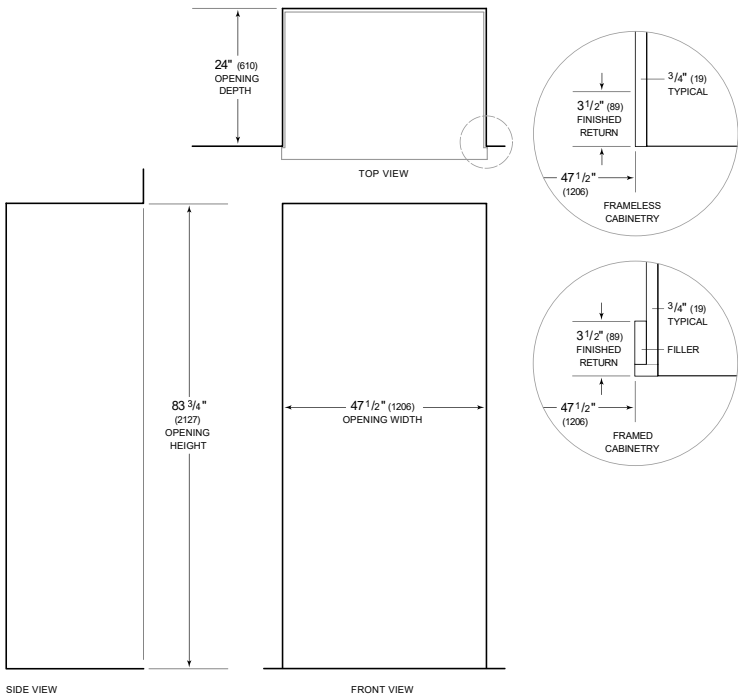 24" (610)
OPENING
DEPTH
TOP VIEW
3/4" (19)
TYPICAL
3 1/2" (89)
FINISHED
RETURN
47 1/2"
(1206)
FRAMELESS
CABINETRY
3/4" (19)
TYPICAL
3 1/2" (89)
FINISHED
RETURN
FILLER
47 1/2"
(1206)
FRAMED
CABINETRY
83 3/4"
(2127)
OPENING
HEIGHT
47 1/2" (1206)
OPENING WIDTH
SIDE VIEW
FRONT VIEW